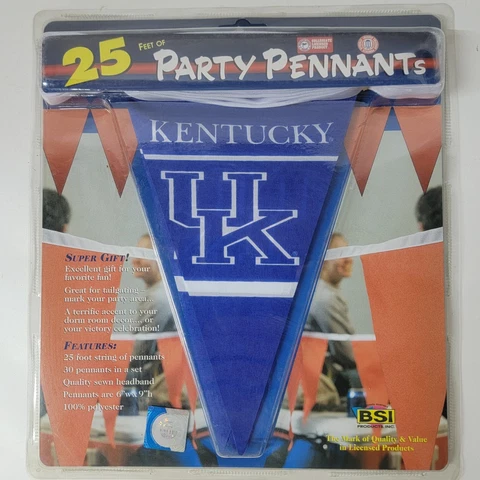 25 FEET OF PARTY PENNANTS
KENTUCKY
UK
SUPER GIFT!
Excellent gift for your
favorite fan!
Great for tailgating -
mark your party area...
A terrific accent to your
dorm room decor.... or
your victory celebration!
FEATURES:
25 foot string of pennants
30 pennants in a set
Quality sewn headband
Pennants are 6"w x 9"h
100% polyester
BSI
PRODUCTS, INC.
The Mark of Quality & Value
in Licensed Products